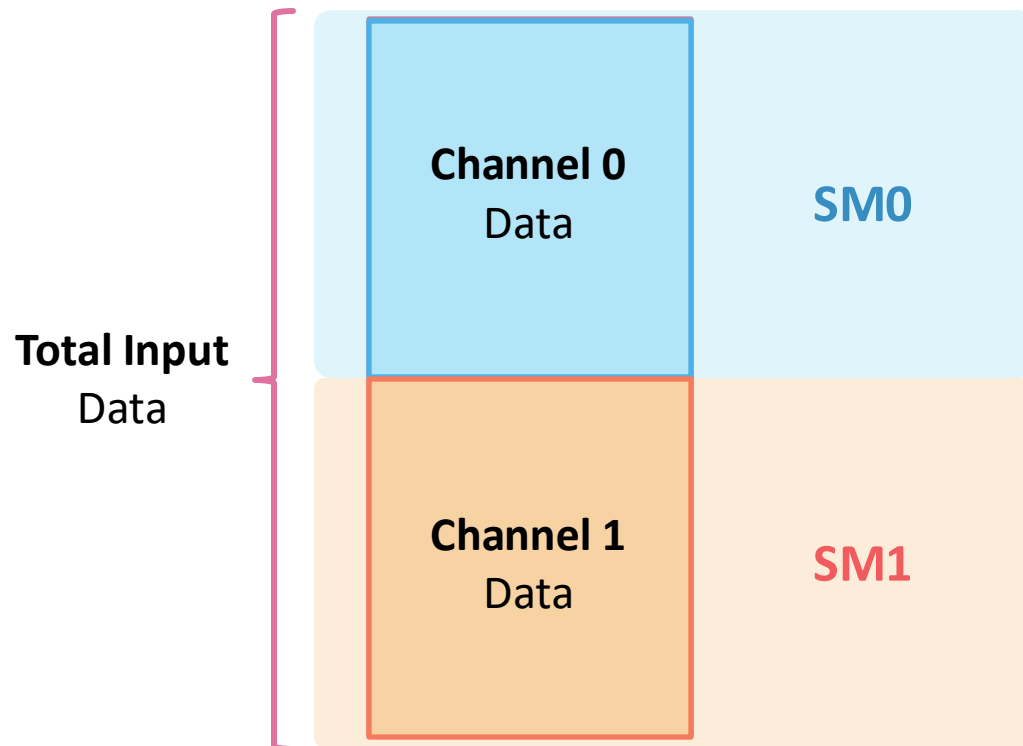 Total Input
Data
Channel 0
Data
SM0
Channel 1
Data
SM1